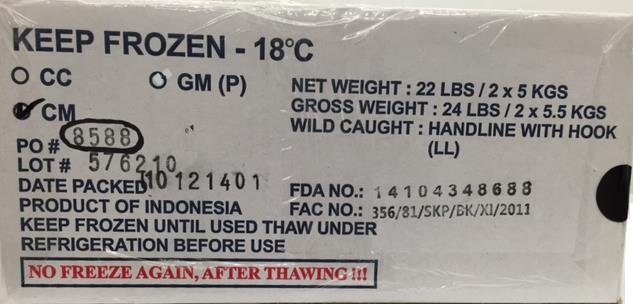 KEEP FROZEN - 18°C
CC
GM (P)
CM
NET WEIGHT : 22 LBS / 2 x 5 KGS
GROSS WEIGHT : 24 LBS / 2 x 5.5 KGS
WILD CAUGHT : HANDLINE WITH HOOK
(LL)
PO # 8588
LOT # 576210
DATE PACKED 110121401
FDA NO.: 14104348688
PRODUCT OF INDONESIA
FAC NO.: 356/81/SKP/BK/XI/2011
KEEP FROZEN UNTIL USED THAW UNDER
REFRIGERATION BEFORE USE
NO FREEZE AGAIN, AFTER THAWING !!!